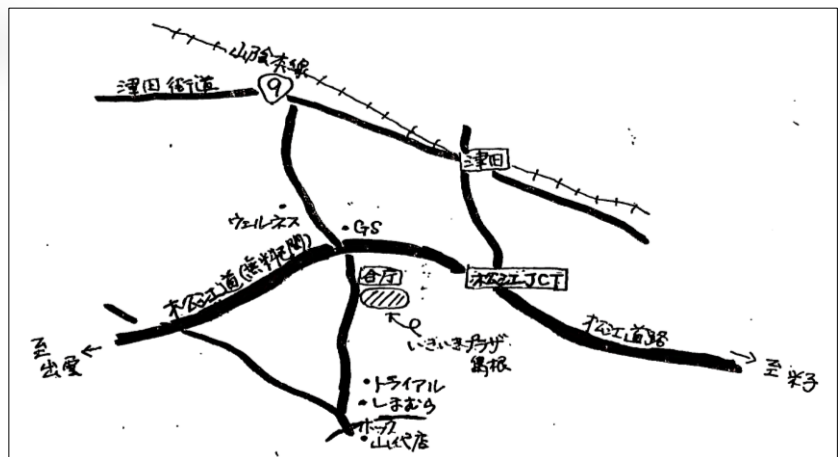 山陰本線
津田街道
9
津田
ウェルネス
GS
松江道(無料区間)
合庁
松江JCT
いきいきプラザ
島根
松江道路
至
出雲
至 米子
・トライアル
・しまむら
ホック
・山代店